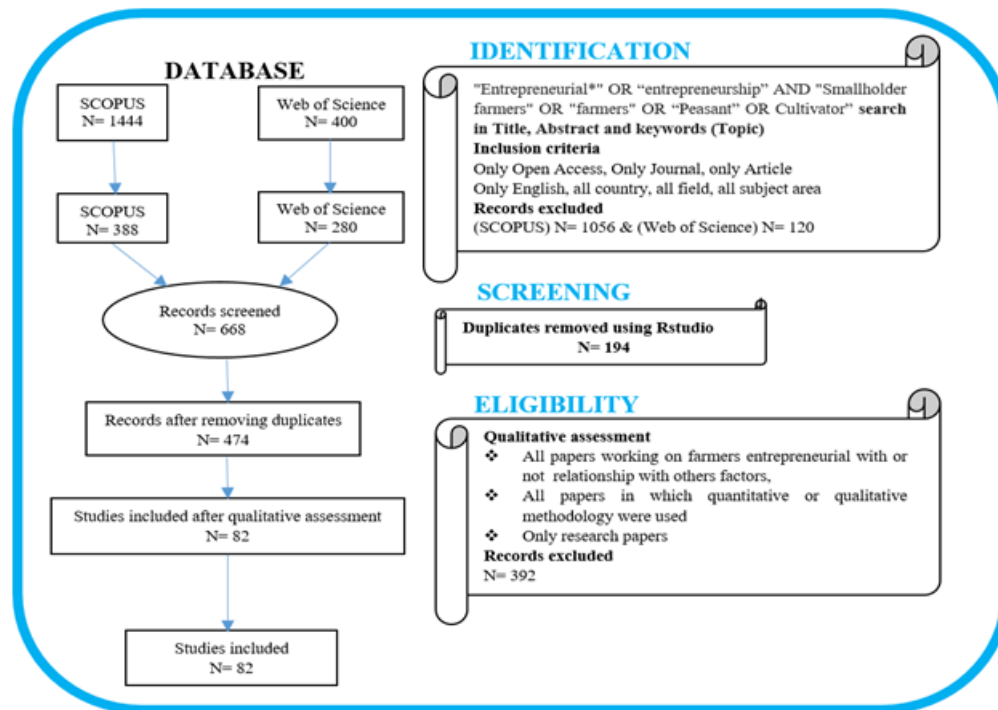 DATABASE
SCOPUS
N= 1444
Web of Science
N= 400
SCOPUS
N= 388
Web of Science
N= 280
Records screened
N= 668
Records after removing duplicates
N= 474
Studies included after qualitative assessment
N= 82
Studies included
N= 82
IDENTIFICATION
"Entrepreneurial*" OR “entrepreneurship” AND "Smallholder
farmers" OR "farmers" OR “Peasant” OR Cultivator” search
in Title, Abstract and keywords (Topic)
Inclusion criteria
Only Open Access, Only Journal, only Article
Only English, all country, all field, all subject area
Records excluded
(SCOPUS) N= 1056 & (Web of Science) N= 120
SCREENING
Duplicates removed using Rstudio
N= 194
ELIGIBILITY
Qualitative assessment
❖ All papers working on farmers entrepreneurial with or
not relationship with others factors,
❖ All papers in which quantitative or qualitative
methodology were used
❖ Only research papers
Records excluded
N= 392